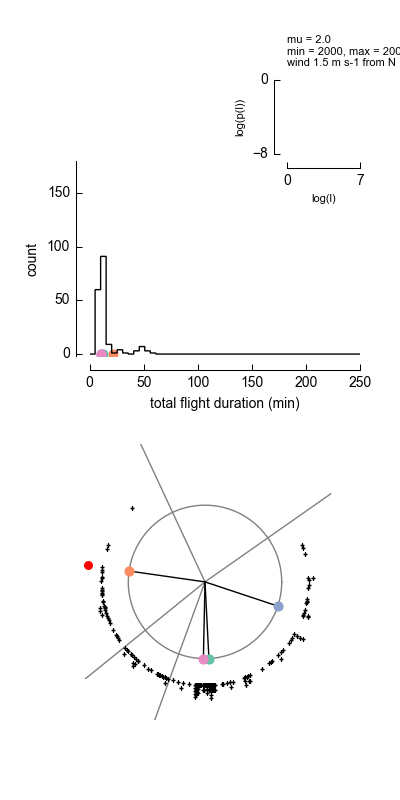 mu = 2.0
min = 2000, max = 200
wind 1.5 m s-1 from N
0
log(p(l))
−8
0 7
log(l)
150
100
count
50
0
0 50 100 150 200 250
total flight duration (min)